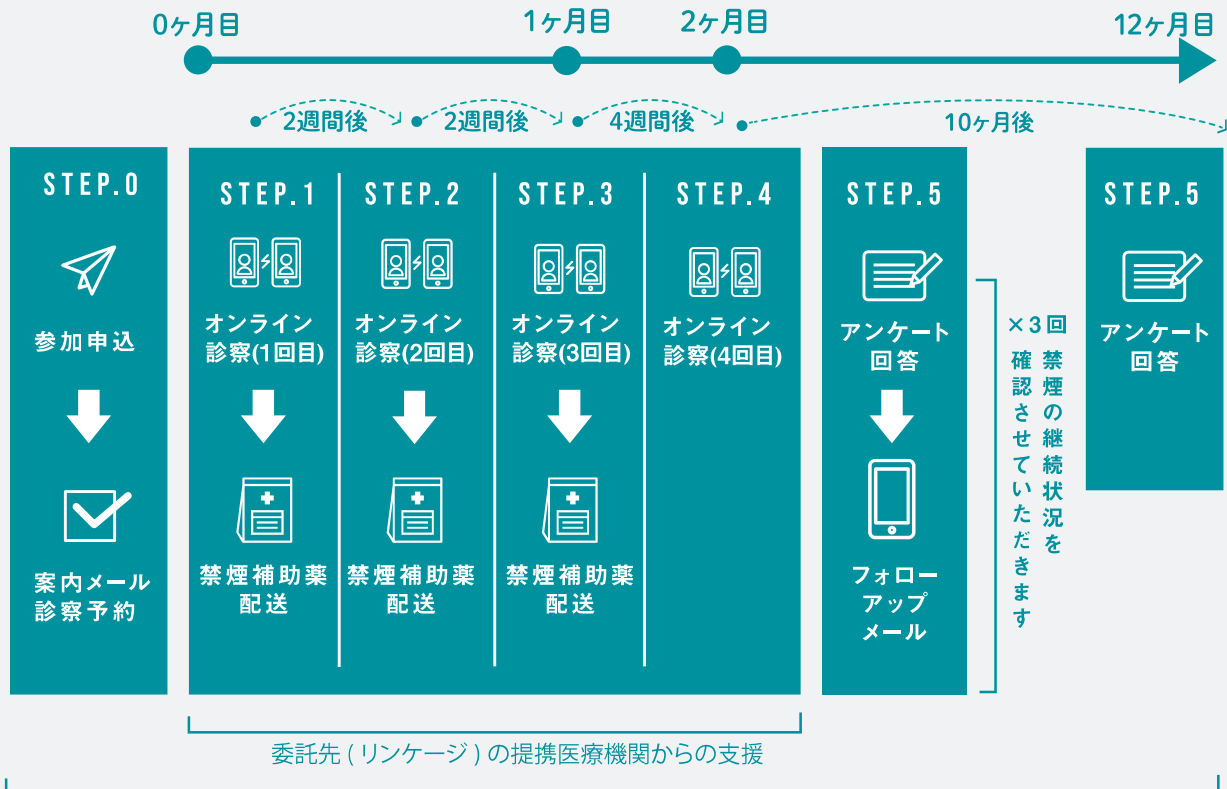 0ヶ月目
1ヶ月目
2ヶ月目
12ヶ月目
2週間後
2週間後
4週間後
10ヶ月後
STEP.0
参加申込
案内メール
診察予約
STEP.1
オンライン
診察(1回目)
禁煙補助薬
配送
STEP.2
オンライン
診察(2回目)
禁煙補助薬
配送
STEP.3
オンライン
診察(3回目)
禁煙補助薬
配送
STEP.4
オンライン
診察(4回目)
STEP.5
アンケート
回答
フォロー
アップ
メール
×3回
禁煙の継続状況を
確認させていただきます
STEP.5
アンケート
回答
委託先(リンケージ)の提携医療機関からの支援